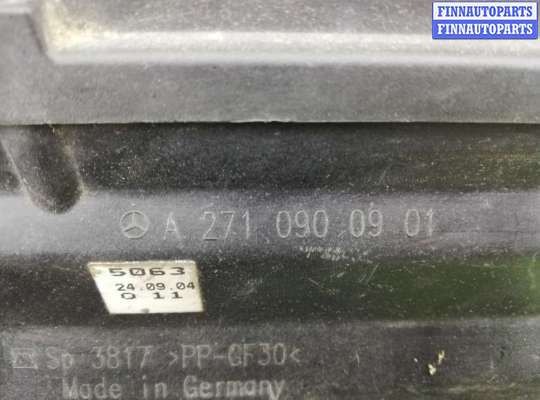 FINNAUTOPARTS
FINNAUTOPARTS
A 271 090 09 01
5063
24.09.04
0 11
Sp 3817 >PP-GF30<
Made in Germany